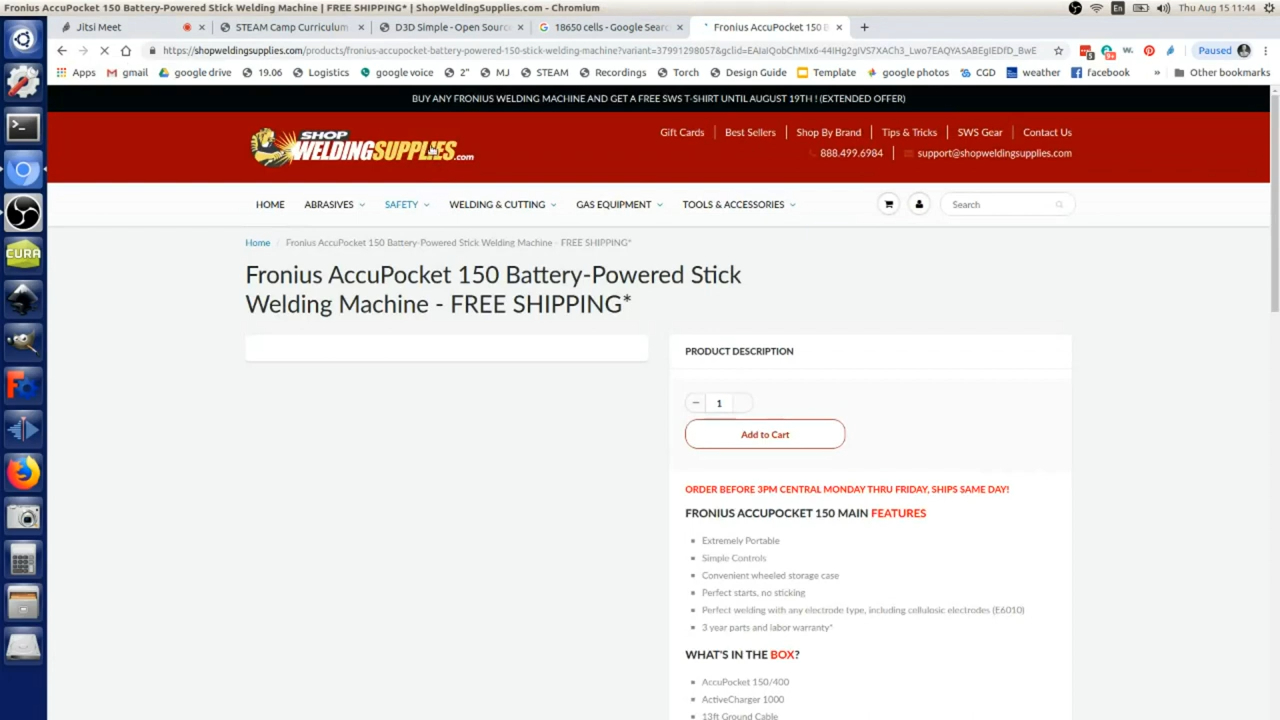 Fronius AccuPocket 150 Battery-Powered Stick Welding Machine | FREE SHIPPING* | ShopWeldingSupplies.com - Chromium
En
Thu Aug 15 11:44
Jitsi Meet
STEAM Camp Curriculum
D3D Simple - Open Source
18650 cells - Google Sear
Fronius AccuPocket 150 B
https://shopweldingsupplies.com/products/fronius-accupocket-battery-powered-150-stick-welding-machine?variant=37991298057&gclid=EAIaIQobChMIx6-44IHg2gIVS7XACh3_Lwo7EAQYASABEgIEDfD_BwE
Paused
Apps
gmail
google drive
19.06
Logistics
google voice
2"
MJ
STEAM
Recordings
Torch
Design Guide
Template
google photos
CGD
weather
facebook
»
Other bookmarks
BUY ANY FRONIUS WELDING MACHINE AND GET A FREE SWS T-SHIRT UNTIL AUGUST 19TH ! (EXTENDED OFFER)
SHOP
WELDINGSUPPLIES.com
Gift Cards
Best Sellers
Shop By Brand
Tips & Tricks
SWS Gear
Contact Us
888.499.6984
support@shopweldingsupplies.com
HOME
ABRASIVES
SAFETY
WELDING & CUTTING
GAS EQUIPMENT
TOOLS & ACCESSORIES
Search
Home / Fronius AccuPocket 150 Battery-Powered Stick Welding Machine - FREE SHIPPING*
Fronius AccuPocket 150 Battery-Powered Stick
Welding Machine - FREE SHIPPING*
PRODUCT DESCRIPTION
− 1
Add to Cart
ORDER BEFORE 3PM CENTRAL MONDAY THRU FRIDAY, SHIPS SAME DAY!
FRONIUS ACCUPOCKET 150 MAIN FEATURES
Extremely Portable
Simple Controls
Convenient wheeled storage case
Perfect starts, no sticking
Perfect welding with any electrode type, including cellulosic electrodes (E6010)
3 year parts and labor warranty*
WHAT'S IN THE BOX?
AccuPocket 150/400
ActiveCharger 1000
13ft Ground Cable
CURA